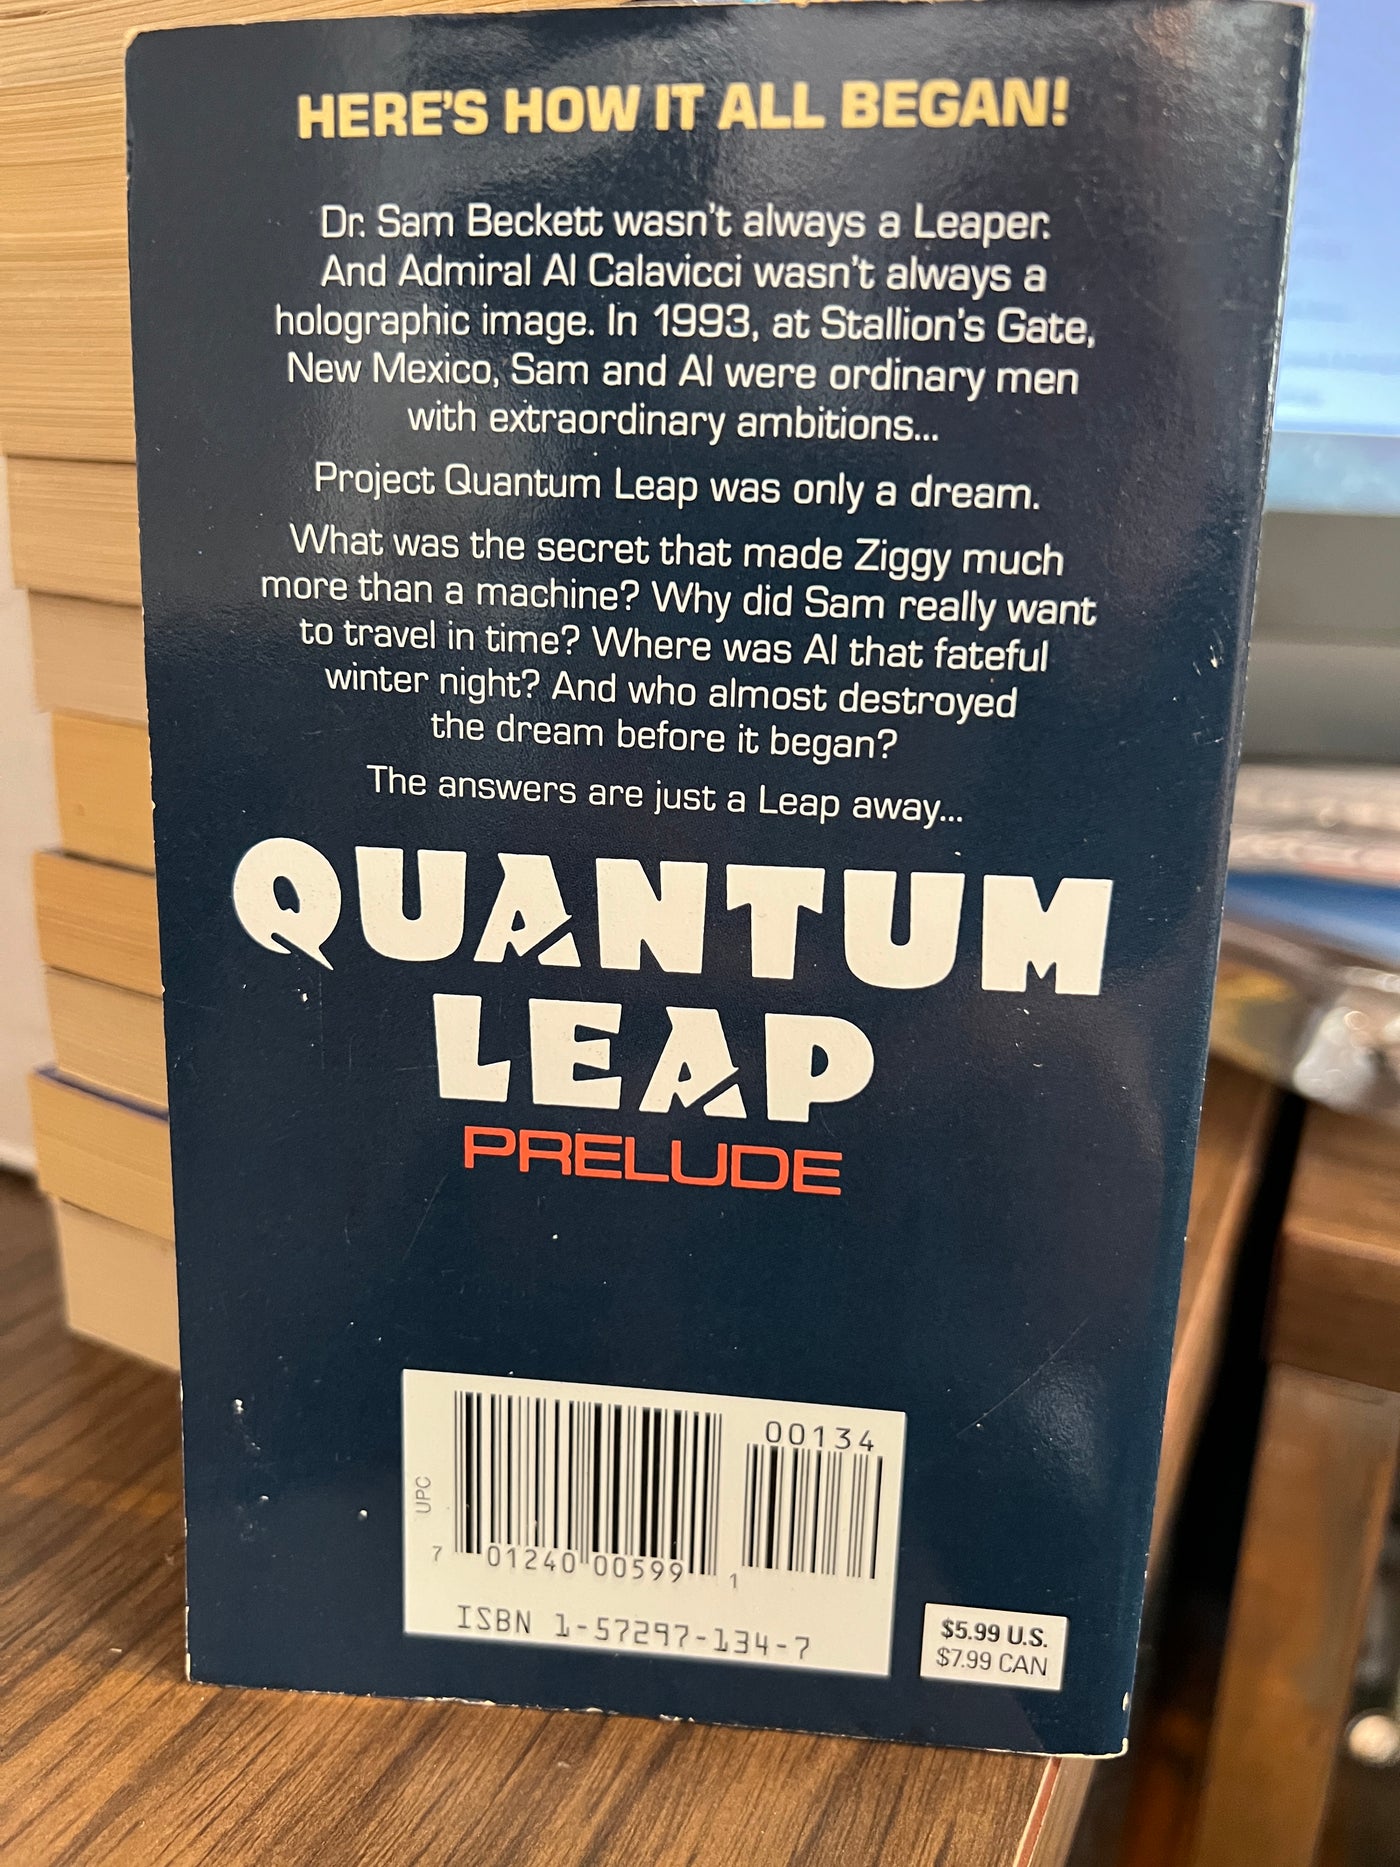 HERE'S HOW IT ALL BEGAN!
Dr. Sam Beckett wasn't always a Leaper.
And Admiral Al Calavicci wasn't always a
holographic image. In 1993, at Stallion's Gate,
New Mexico, Sam and Al were ordinary men
with extraordinary ambitions...
Project Quantum Leap was only a dream.
What was the secret that made Ziggy much
more than a machine? Why did Sam really want
to travel in time? Where was Al that fateful
winter night? And who almost destroyed
the dream before it began?
The answers are just a Leap away...
QUANTUM
LEAP
PRELUDE
00134
UPC
7 01240 00599 1
ISBN 1-57297-134-7
$5.99 U.S.
$7.99 CAN